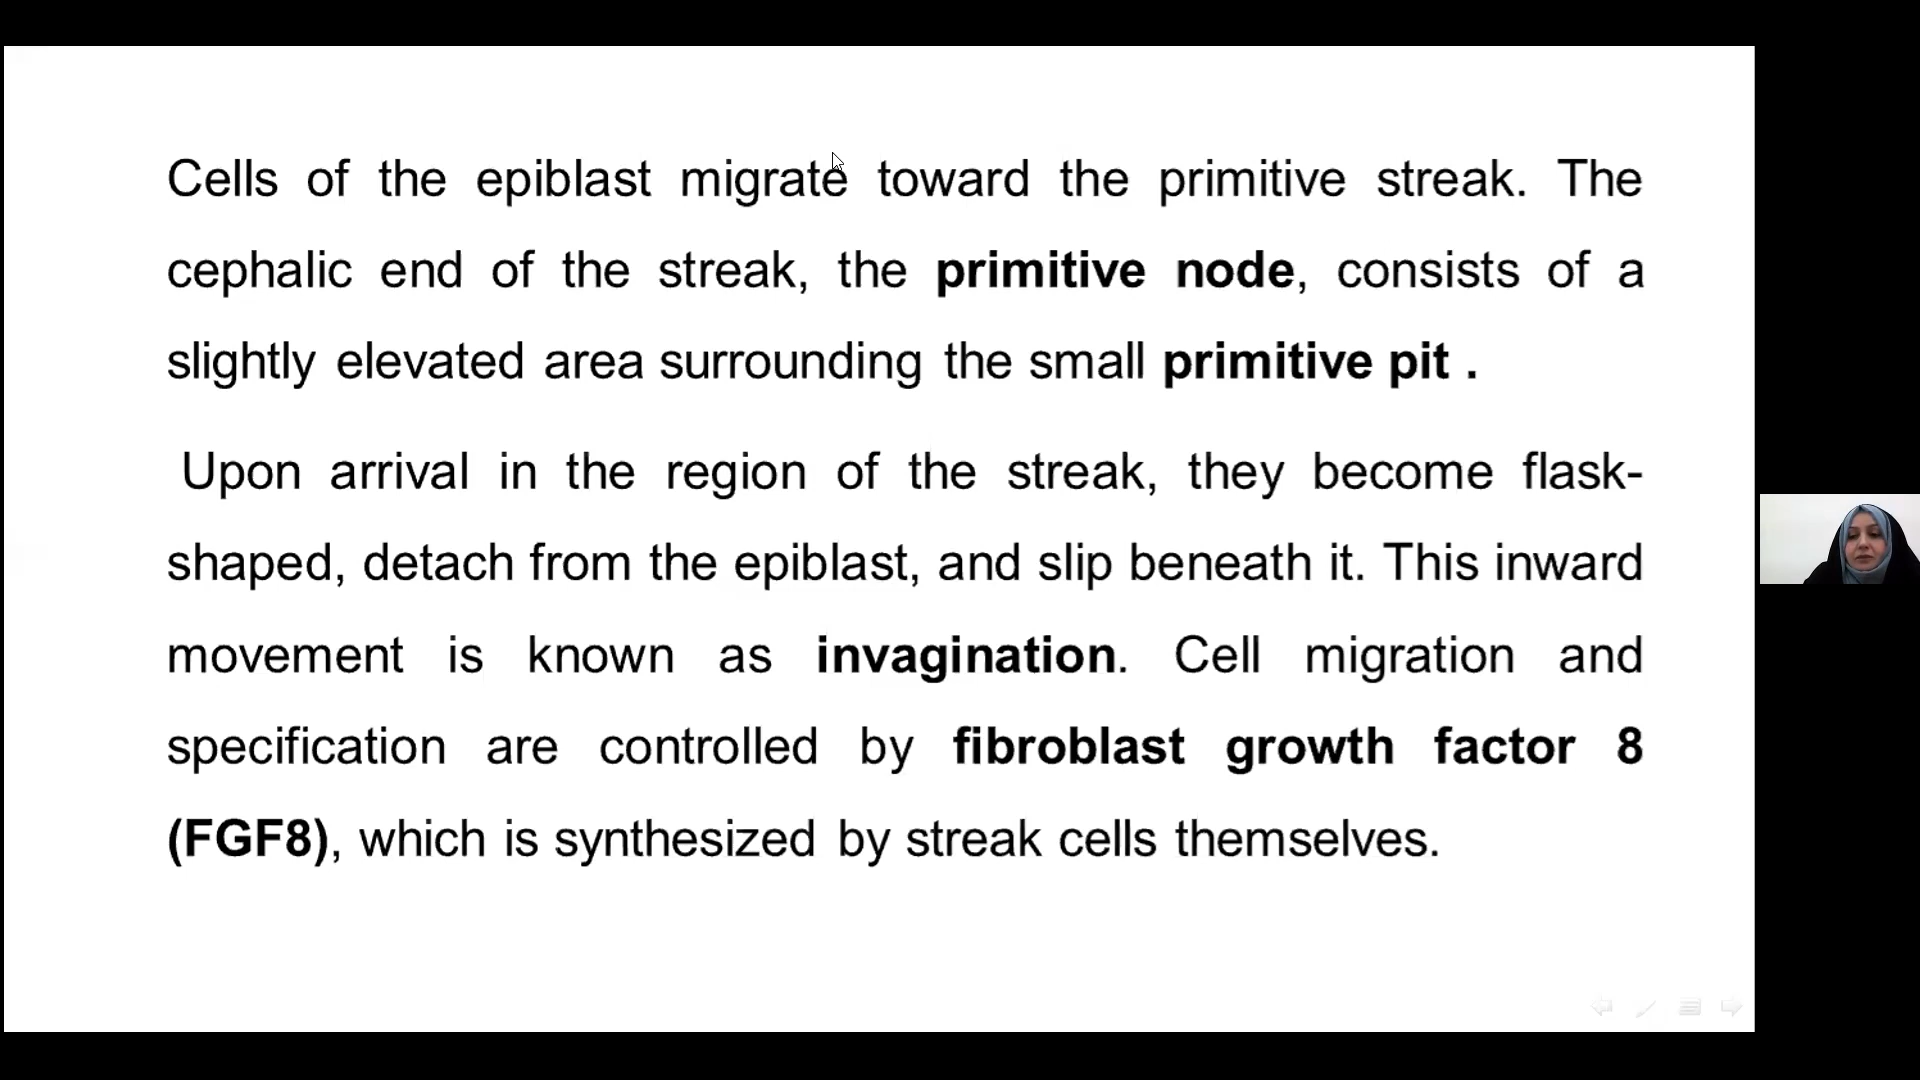 Cells of the epiblast migrate toward the primitive streak. The
cephalic end of the streak, the primitive node, consists of a
slightly elevated area surrounding the small primitive pit .
Upon arrival in the region of the streak, they become flask-
shaped, detach from the epiblast, and slip beneath it. This inward
movement is known as invagination. Cell migration and
specification are controlled by fibroblast growth factor 8
(FGF8), which is synthesized by streak cells themselves.